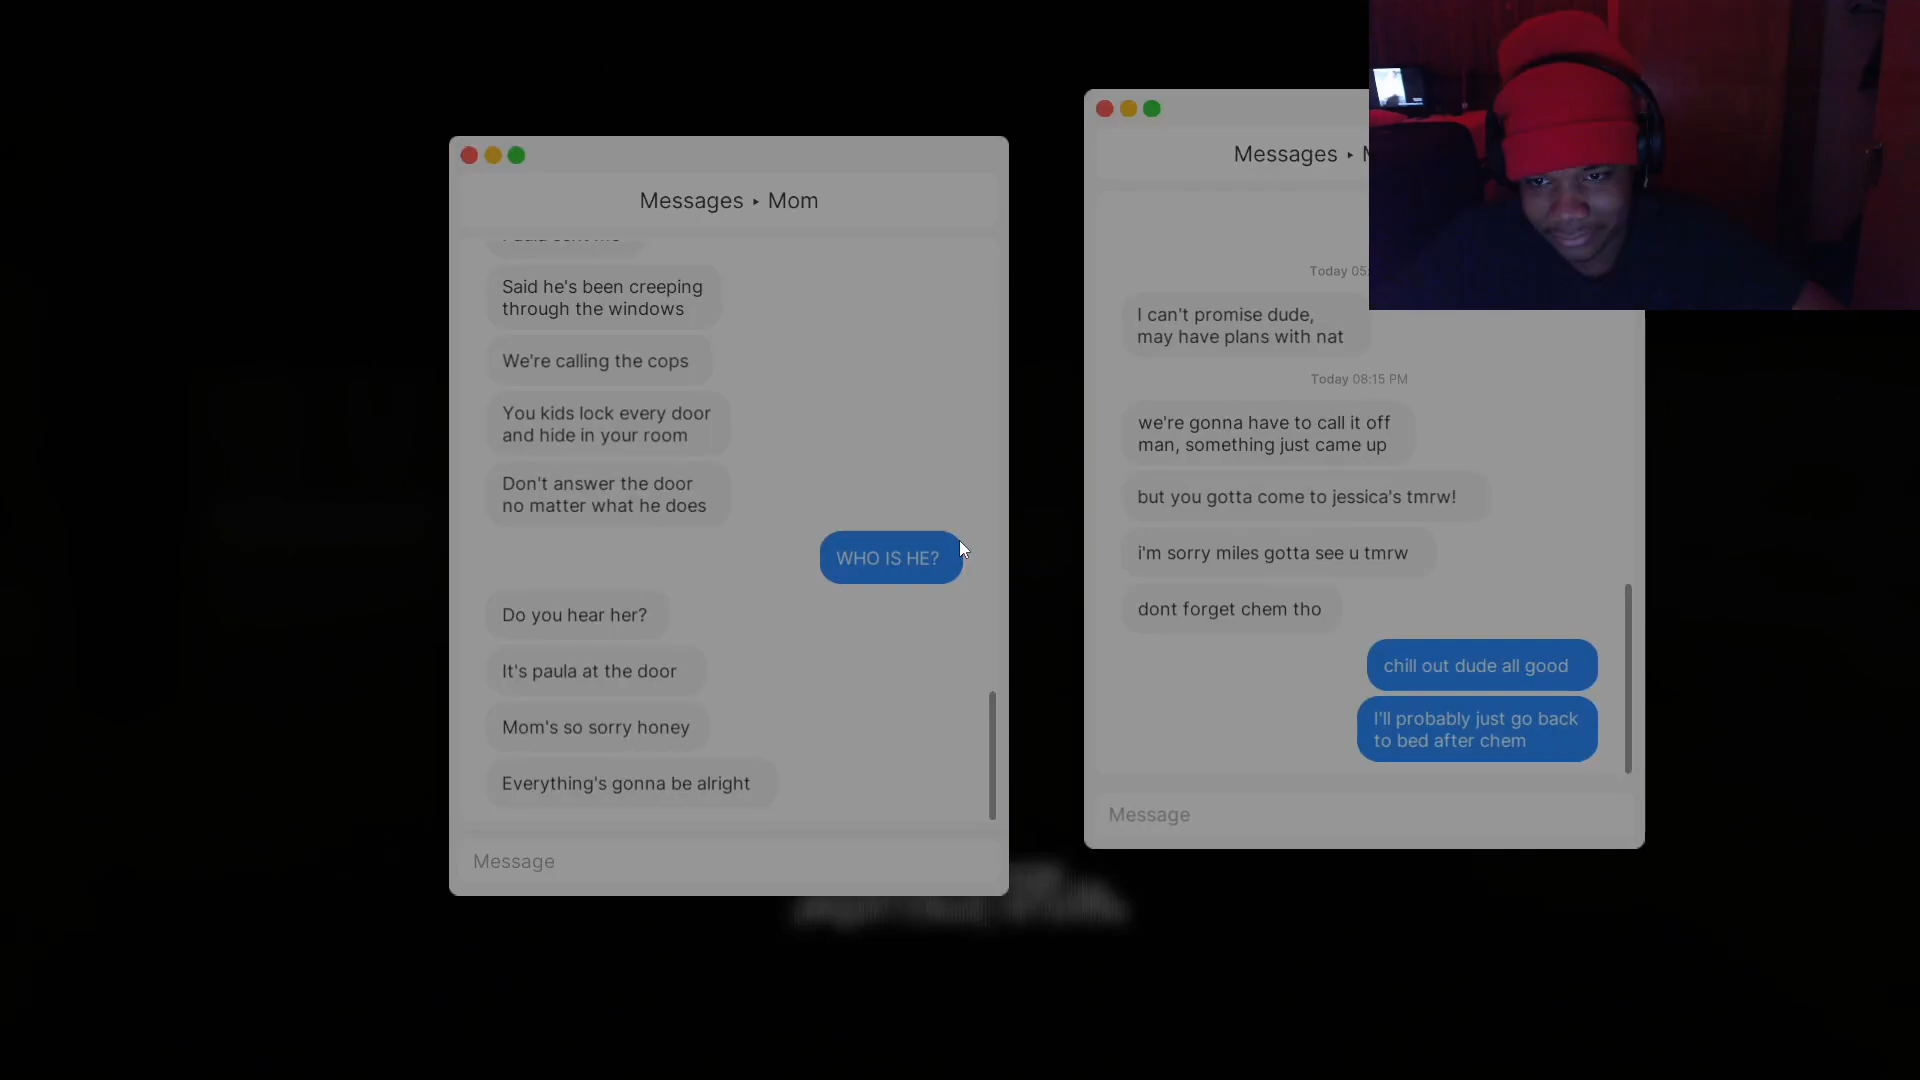 Messages ‣ Mom
Said he's been creeping
through the windows
We're calling the cops
You kids lock every door
and hide in your room
Don't answer the door
no matter what he does
WHO IS HE?
Do you hear her?
It's paula at the door
Mom's so sorry honey
Everything's gonna be alright
Message
Messages ‣
Today 05:
I can't promise dude,
may have plans with nat
Today 08:15 PM
we're gonna have to call it off
man, something just came up
but you gotta come to jessica's tmrw!
i'm sorry miles gotta see u tmrw
dont forget chem tho
chill out dude all good
I'll probably just go back
to bed after chem
Message